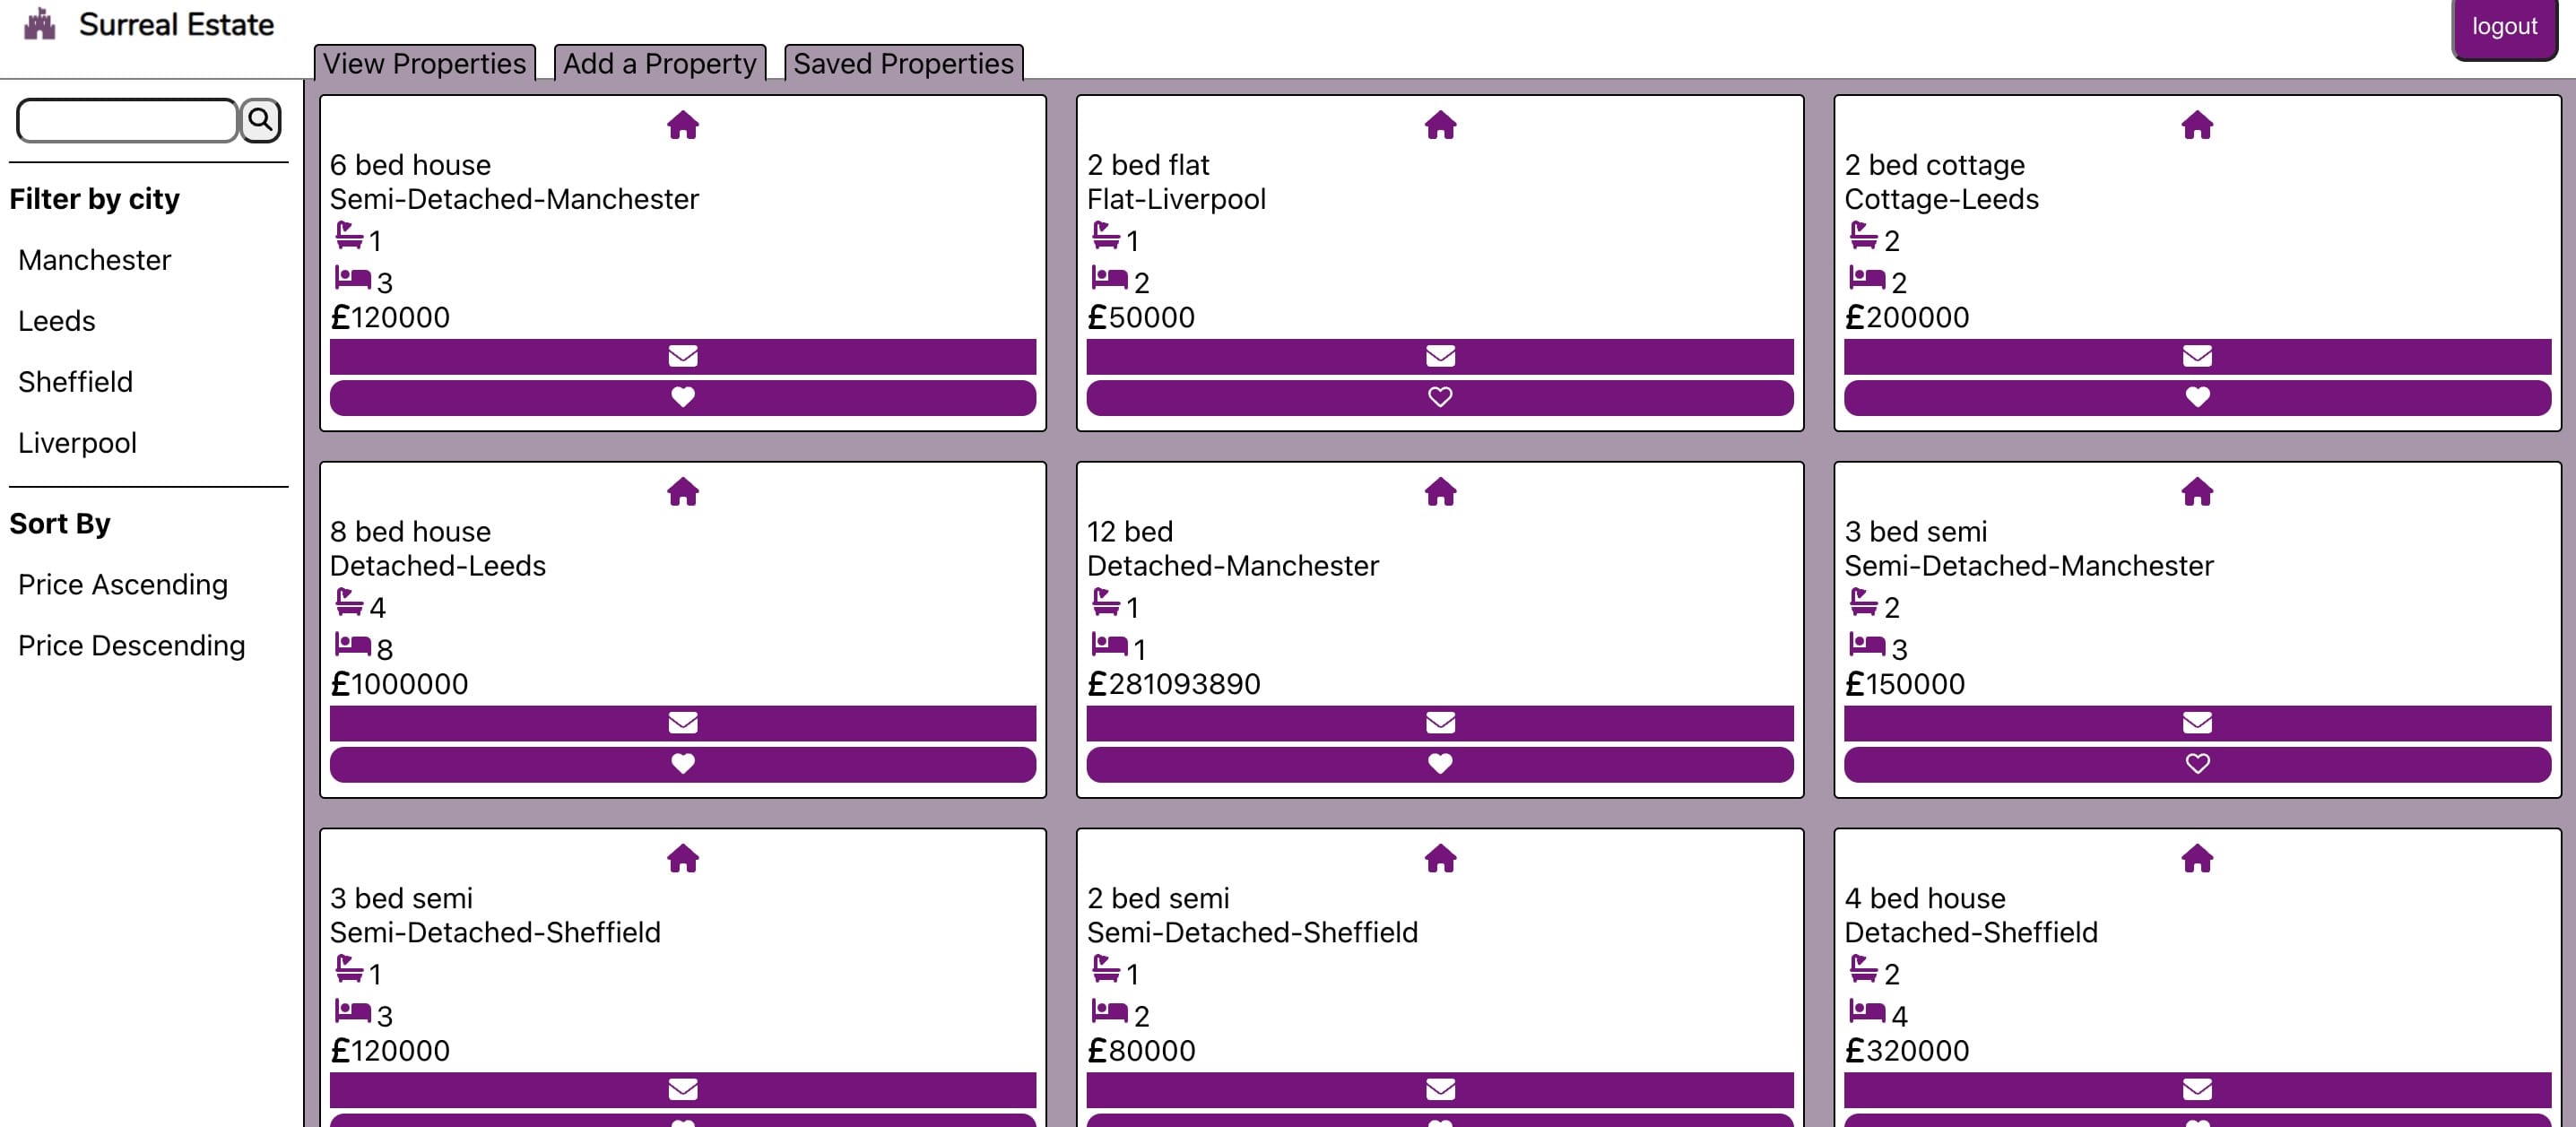 Surreal Estate
logout
View Properties
Add a Property
Saved Properties
Filter by city
Manchester
Leeds
Sheffield
Liverpool
Sort By
Price Ascending
Price Descending
6 bed house
Semi-Detached-Manchester
1
3
£120000
2 bed flat
Flat-Liverpool
1
2
£50000
2 bed cottage
Cottage-Leeds
2
2
£200000
8 bed house
Detached-Leeds
4
8
£1000000
12 bed
Detached-Manchester
1
1
£281093890
3 bed semi
Semi-Detached-Manchester
2
3
£150000
3 bed semi
Semi-Detached-Sheffield
1
3
£120000
2 bed semi
Semi-Detached-Sheffield
1
2
£80000
4 bed house
Detached-Sheffield
2
4
£320000